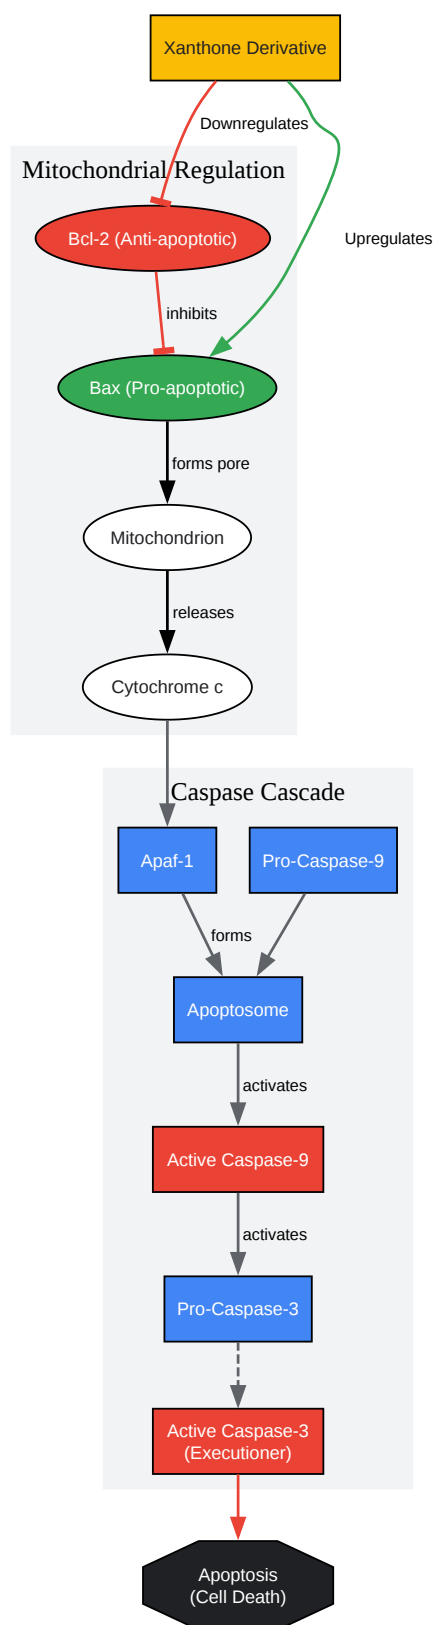 Xanthone Derivative
Downregulates
Mitochondrial Regulation
Upregulates
Bcl-2 (Anti-apoptotic)
inhibits
Bax (Pro-apoptotic)
forms pore
Mitochondrion
releases
Cytochrome c
Caspase Cascade
Apaf-1
Pro-Caspase-9
forms
Apoptosome
activates
Active Caspase-9
activates
Pro-Caspase-3
Active Caspase-3
(Executioner)
Apoptosis
(Cell Death)